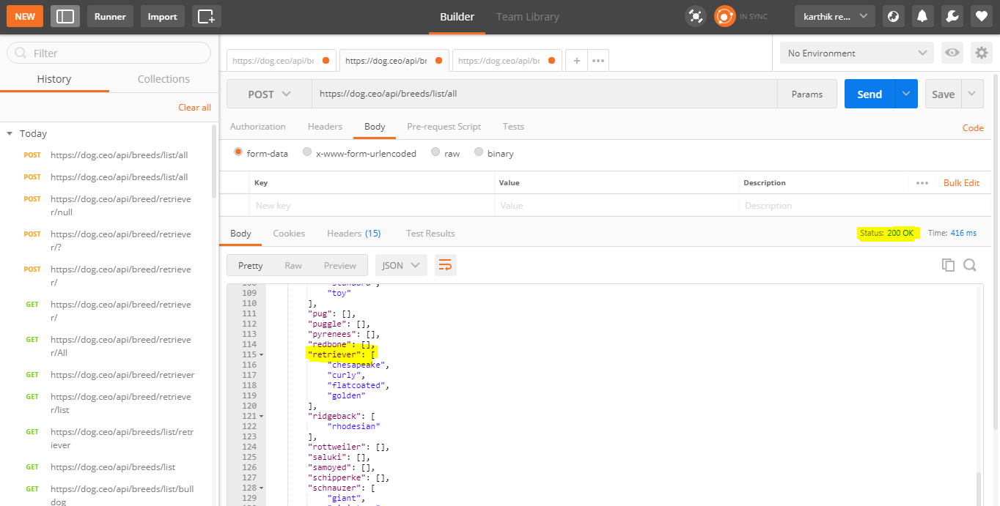 NEW
Runner
Import
Builder
Team Library
IN SYNC
karthik re...
Filter
History
Collections
Clear all
Today
POST https://dog.ceo/api/breeds/list/all
POST https://dog.ceo/api/breeds/list/all
POST https://dog.ceo/api/breed/retrieve
r/null
POST https://dog.ceo/api/breed/retrieve
r/?
POST https://dog.ceo/api/breed/retrieve
r/
GET https://dog.ceo/api/breed/retrieve
r/
GET https://dog.ceo/api/breed/retrieve
r/All
GET https://dog.ceo/api/breed/retriever
GET https://dog.ceo/api/breed/retrieve
r/list
GET https://dog.ceo/api/breeds/list/retr
iever
GET https://dog.ceo/api/breeds/list
GET https://dog.ceo/api/breeds/list/bull
dog
https://dog.ceo/api/br
https://dog.ceo/api/br
https://dog.ceo/api/br
No Environment
POST
https://dog.ceo/api/breeds/list/all
Params
Send
Save
Authorization
Headers
Body
Pre-request Script
Tests
Code
form-data
x-www-form-urlencoded
raw
binary
Key
Value
Description
Bulk Edit
New key
Value
Description
Body
Cookies
Headers (15)
Test Results
Status: 200 OK
Time: 416 ms
Pretty
Raw
Preview
JSON
108 "standard",
109 "toy"
110 ],
111 "pug": [],
112 "puggle": [],
113 "pyrenees": [],
114 "redbone": [],
115 "retriever": [
116 "chesapeake",
117 "curly",
118 "flatcoated",
119 "golden"
120 ],
121 "ridgeback": [
122 "rhodesian"
123 ],
124 "rottweiler": [],
125 "saluki": [],
126 "samoyed": [],
127 "schipperke": [],
128 "schnauzer": [
129 "giant",